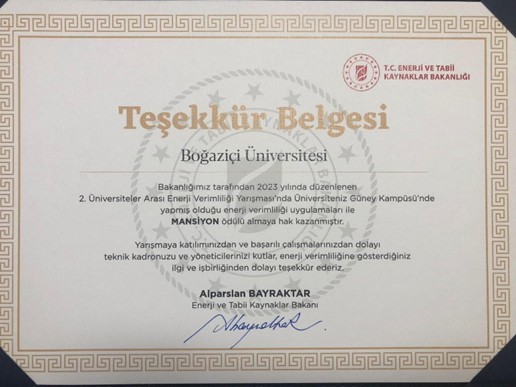 T.C. ENERJİ VE TABİİ
KAYNAKLAR BAKANLIĞI
Teşekkür Belgesi
Boğaziçi Üniversitesi
Bakanlığımız tarafından 2023 yılında düzenlenen
2. Üniversiteler Arası Enerji Verimliliği Yarışması'nda Üniversiteniz Güney Kampüsü'nde
yapmış olduğu enerji verimliliği uygulamaları ile
MANSİYON ödülü almaya hak kazanmıştır.
Yarışmaya katılımınızdan ve başarılı çalışmalarınızdan dolayı
teknik kadronuzu ve yöneticilerinizi kutlar, enerji verimliliğine gösterdiğiniz
ilgi ve işbirliğinden dolayı teşekkür ederiz.
Alparslan BAYRAKTAR
Enerji ve Tabii Kaynaklar Bakanı